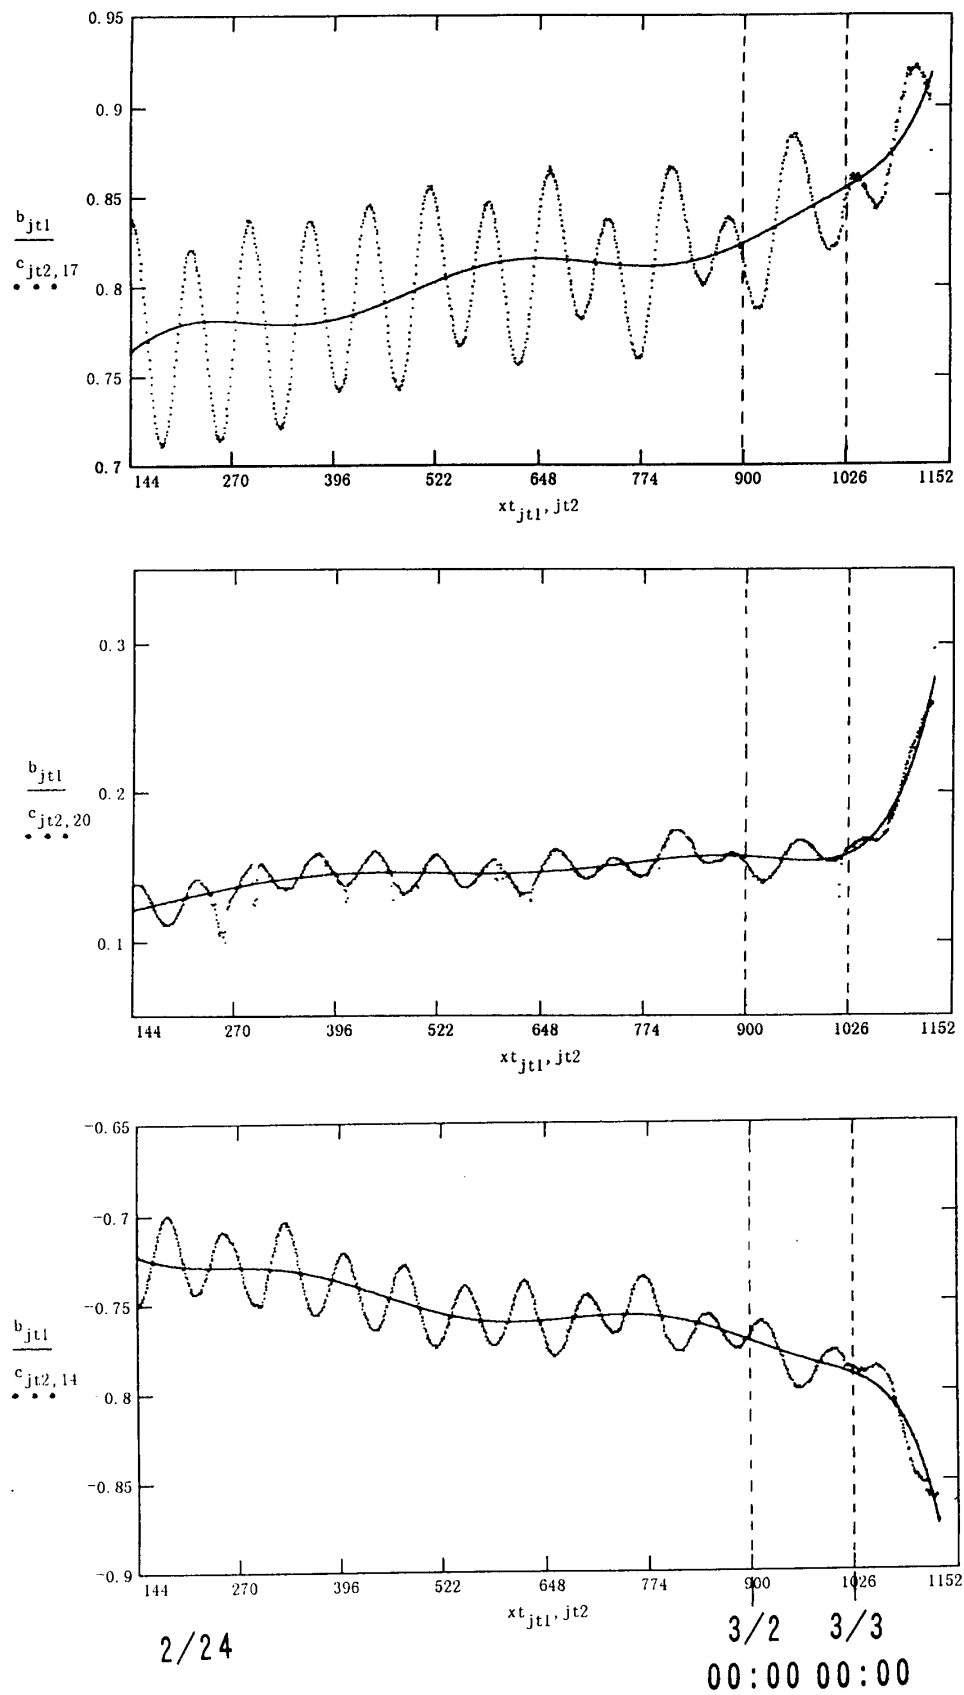 0.95
0.9
0.85
0.8
0.75
0.7
b jt1
c jt2,17
144 270 396 522 648 774 900 1026 1152
xt jt1, jt2
0.3
0.2
0.1
b jt1
c jt2,20
144 270 396 522 648 774 900 1026 1152
xt jt1, jt2
-0.65
-0.7
-0.75
-0.8
-0.85
-0.9
b jt1
c jt2,14
144 270 396 522 648 774 900 1026 1152
xt jt1, jt2
2/24 3/2 3/3
00:00 00:00